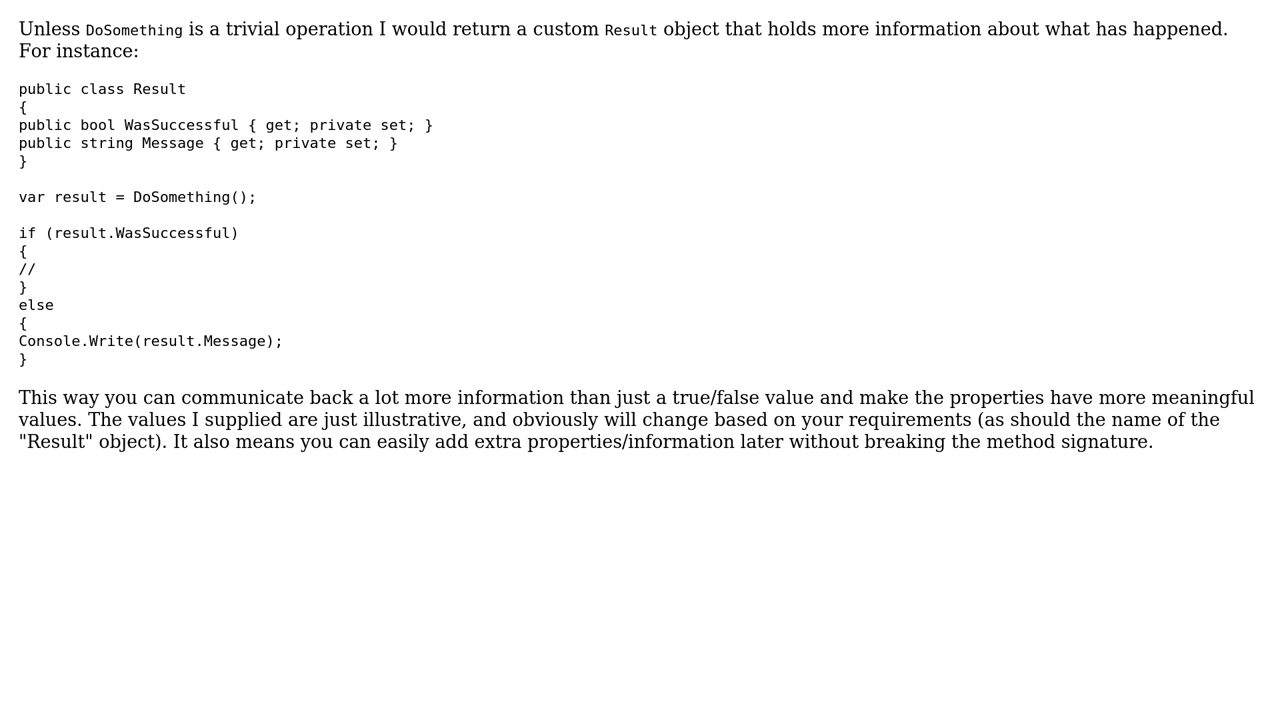 Unless DoSomething is a trivial operation I would return a custom Result object that holds more information about what has happened.
For instance:
public class Result
{
public bool WasSuccessful { get; private set; }
public string Message { get; private set; }
}
var result = DoSomething();
if (result.WasSuccessful)
{
//
}
else
{
Console.Write(result.Message);
}
This way you can communicate back a lot more information than just a true/false value and make the properties have more meaningful
values. The values I supplied are just illustrative, and obviously will change based on your requirements (as should the name of the
"Result" object). It also means you can easily add extra properties/information later without breaking the method signature.